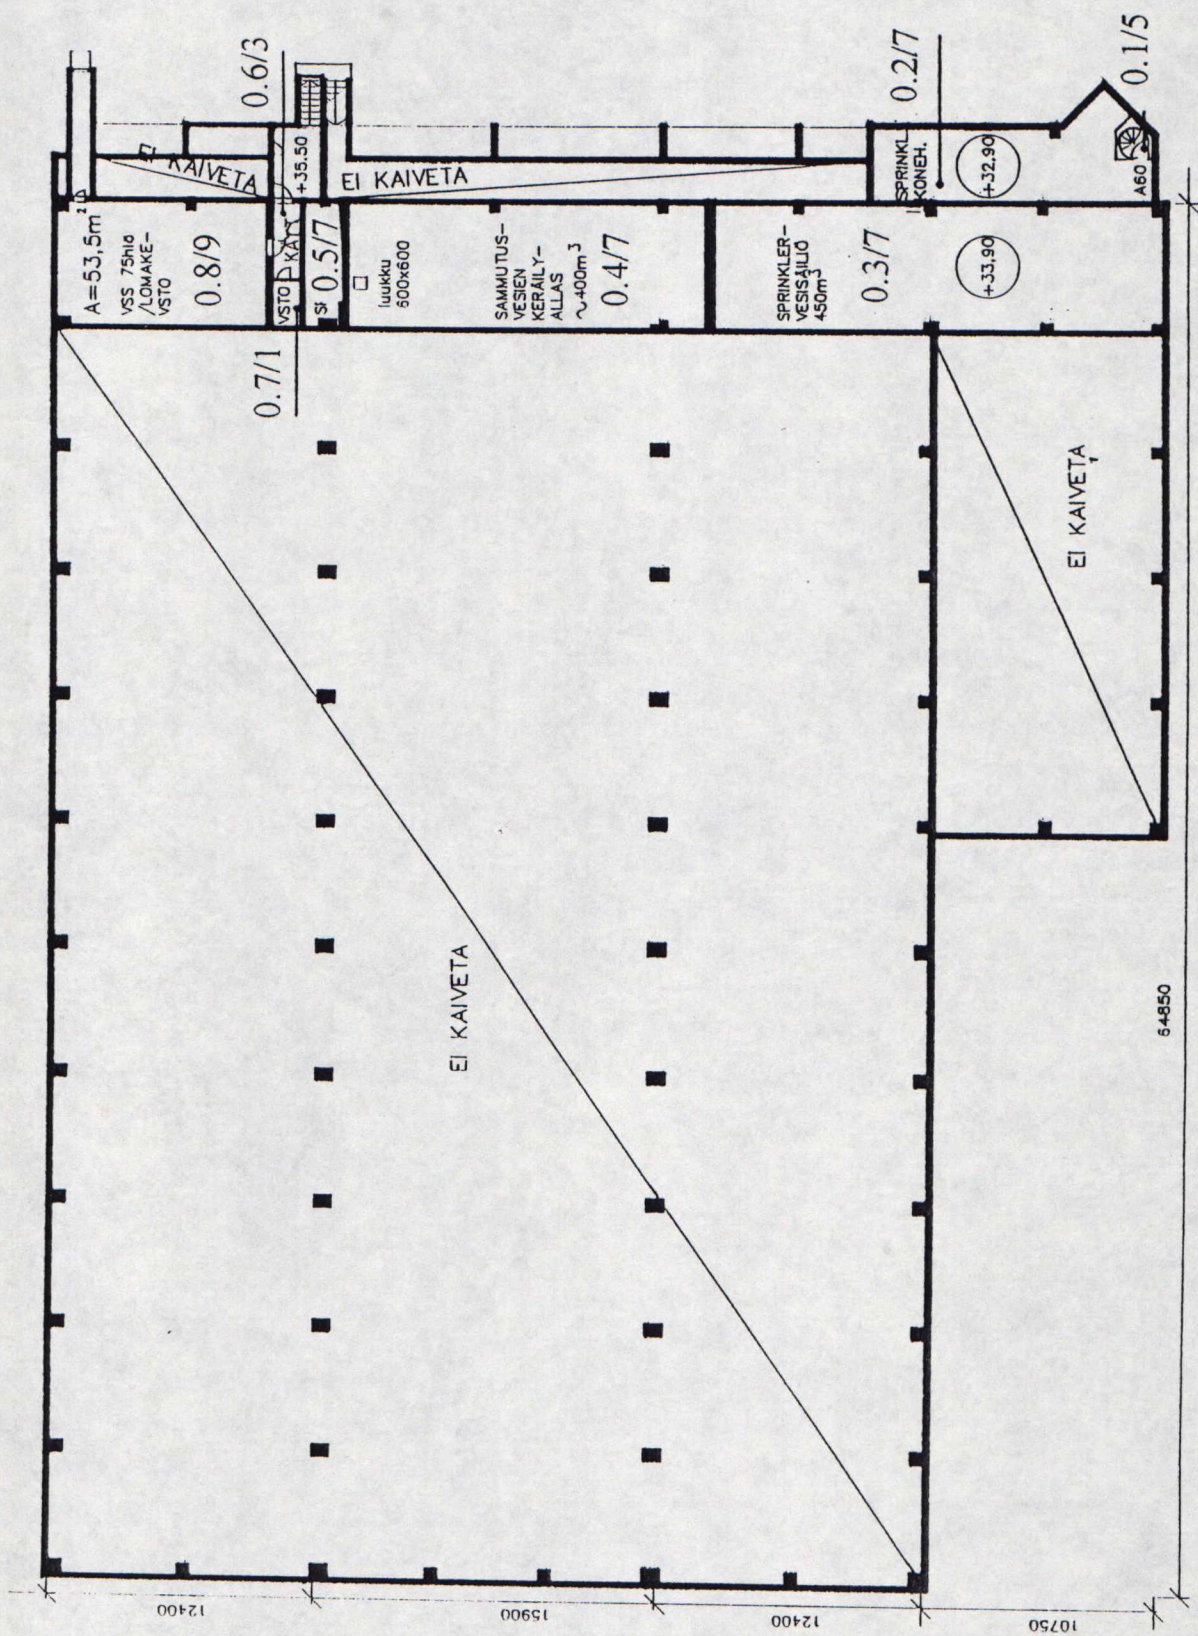 0.6/3
0.2/7
0.1/5
KAIVETA
+35.50
EI KAIVETA
SPRINKL.
KONEH.
+32.90
A60
A=53,5m²
VSS 75hlö
/LOMAKE-
VSTO
0.8/9
VSTO
KÄYT
SI
0.5/7
luukku
600x600
SAMMUTUS-
VESIEN
KERÄILY-
ALLAS
~400m³
0.4/7
SPRINKLER-
VESISÄILIÖ
450m³
0.3/7
+33,90
0.7/1
EI KAIVETA
EI KAIVETA
64850
12400
15900
12400
10750